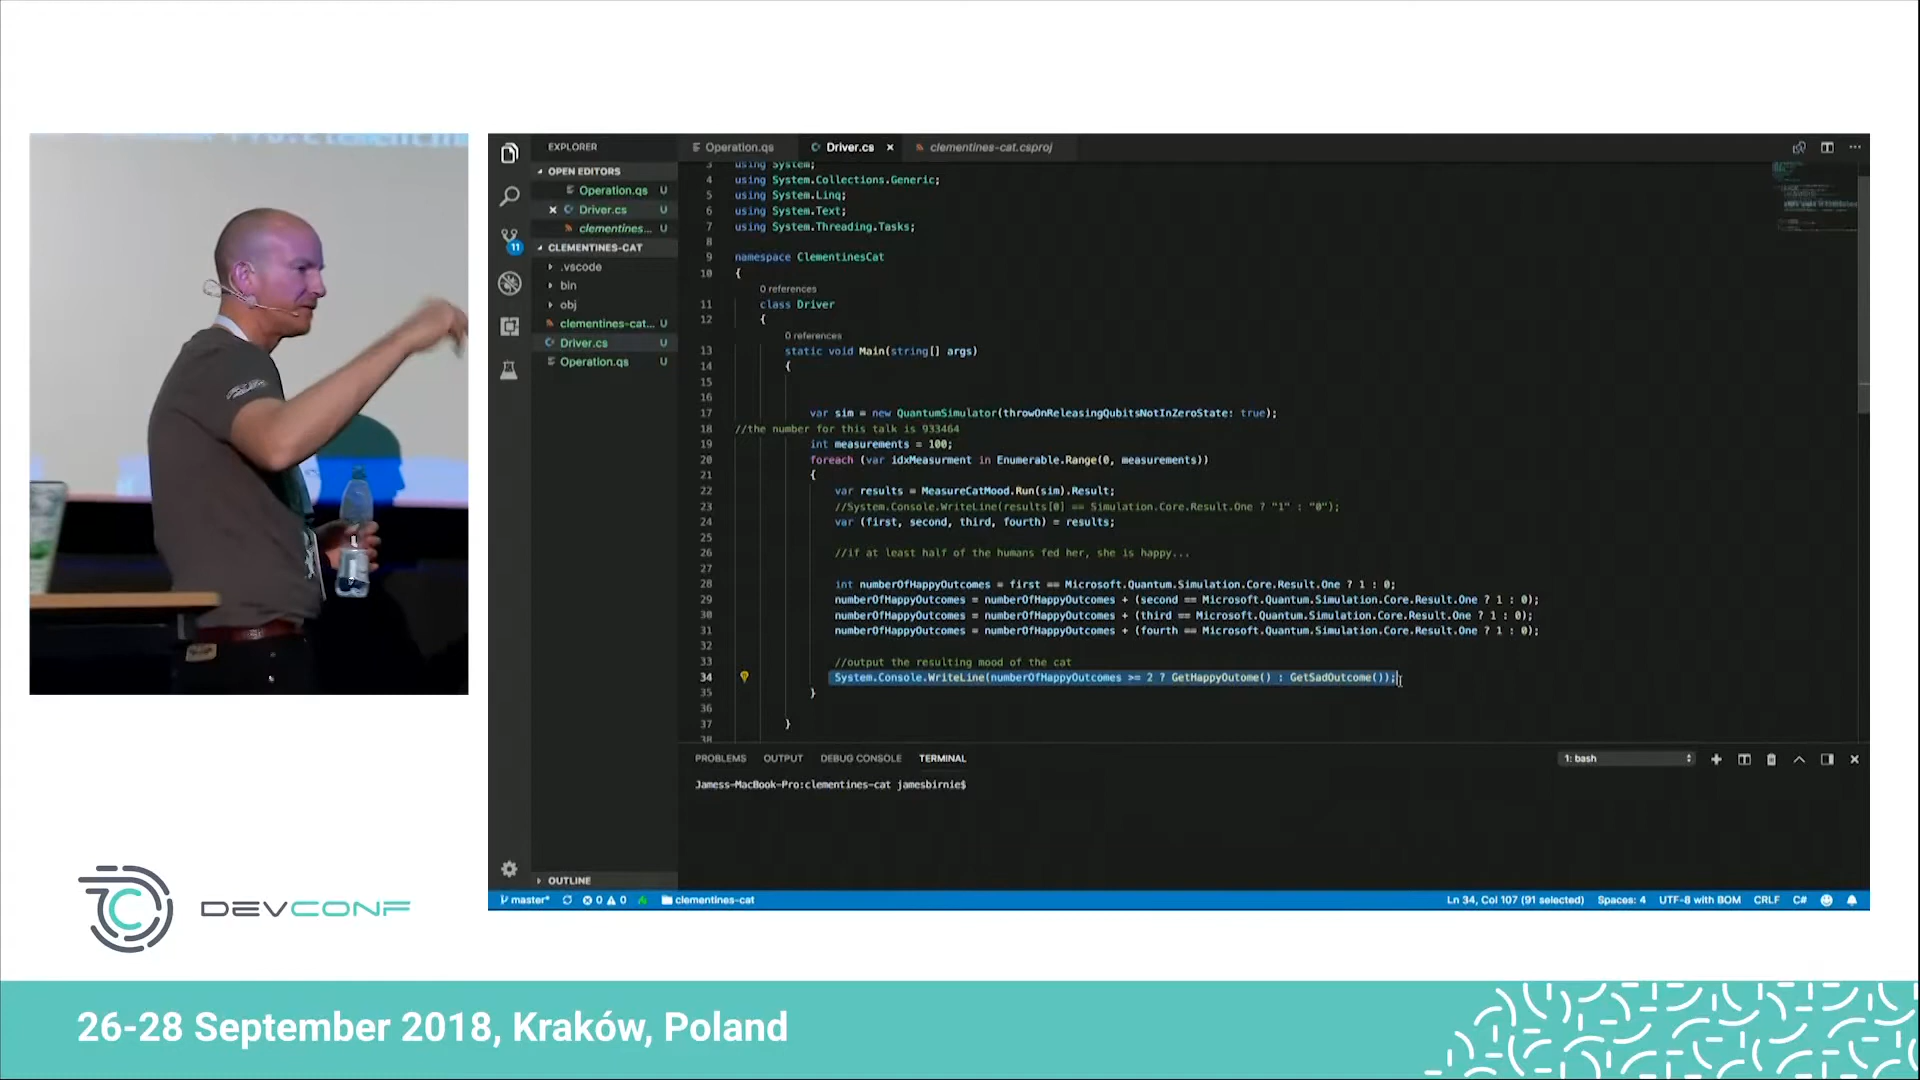 EXPLORER
OPEN EDITORS
Operation.qs U
Driver.cs U
clementines... U
11
CLEMENTINES-CAT
.vscode
bin
obj
clementines-cat... U
Driver.cs U
Operation.qs U
OUTLINE
Operation.qs
Driver.cs
clementines-cat.csproj
3 using System;
4 using System.Collections.Generic;
5 using System.Linq;
6 using System.Text;
7 using System.Threading.Tasks;
8
9 namespace ClementinesCat
10 {
0 references
11 class Driver
12 {
0 references
13 static void Main(string[] args)
14 {
15
16
17 var sim = new QuantumSimulator(throwOnReleasingQubitsNotInZeroState: true);
18 //the number for this talk is 933464
19 int measurements = 100;
20 foreach (var idxMeasurment in Enumerable.Range(0, measurements))
21 {
22 var results = MeasureCatMood.Run(sim).Result;
23 //System.Console.WriteLine(results[0] == Simulation.Core.Result.One ? "1" : "0");
24 var (first, second, third, fourth) = results;
25
26 //if at least half of the humans fed her, she is happy...
27
28 int numberOfHappyOutcomes = first == Microsoft.Quantum.Simulation.Core.Result.One ? 1 : 0;
29 numberOfHappyOutcomes = numberOfHappyOutcomes + (second == Microsoft.Quantum.Simulation.Core.Result.One ? 1 : 0);
30 numberOfHappyOutcomes = numberOfHappyOutcomes + (third == Microsoft.Quantum.Simulation.Core.Result.One ? 1 : 0);
31 numberOfHappyOutcomes = numberOfHappyOutcomes + (fourth == Microsoft.Quantum.Simulation.Core.Result.One ? 1 : 0);
32
33 //output the resulting mood of the cat
34 System.Console.WriteLine(numberOfHappyOutcomes >= 2 ? GetHappyOutome() : GetSadOutcome());
35 }
36
37 }
38
PROBLEMS OUTPUT DEBUG CONSOLE TERMINAL
1: bash
Jamess-MacBook-Pro:clementines-cat jamesbirnie$
master* 0 0 clementines-cat
Ln 34, Col 107 (91 selected) Spaces: 4 UTF-8 with BOM CRLF C#
DEVCONF
26-28 September 2018, Kraków, Poland